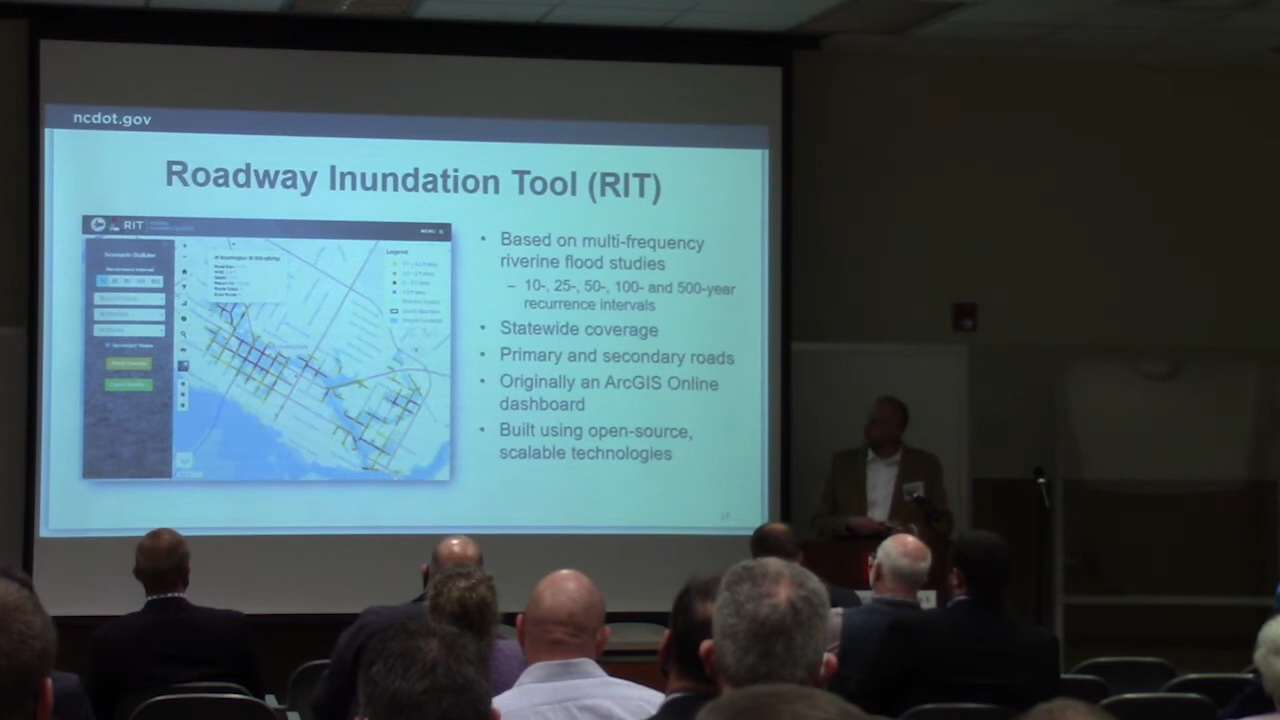 ncdot.gov
Roadway Inundation Tool (RIT)
RIT
MENU
Legend
Scenario Builder
• Based on multi-frequency
riverine flood studies
– 10-, 25-, 50-, 100- and 500-year
recurrence intervals
• Statewide coverage
• Primary and secondary roads
• Originally an ArcGIS Online
dashboard
• Built using open-source,
scalable technologies